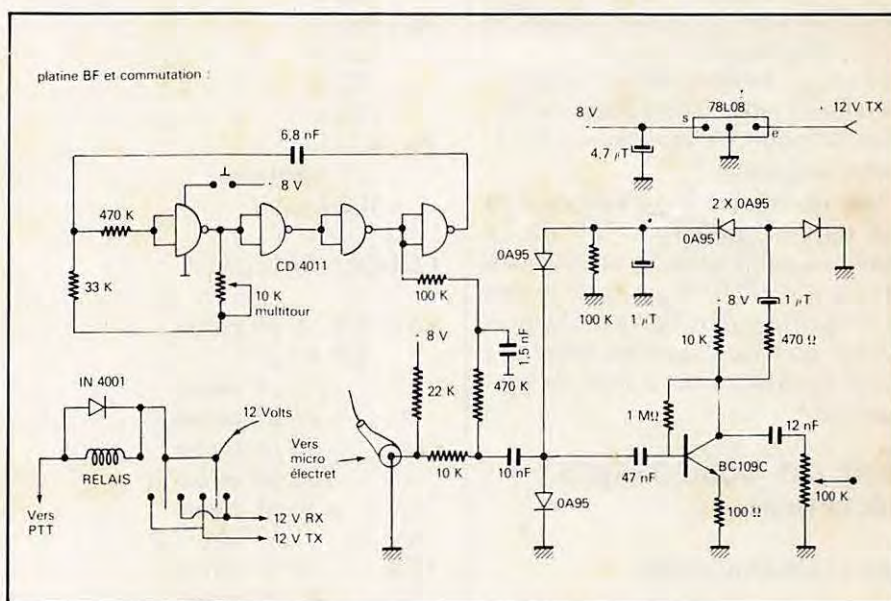 platine BF et commutation :
78L08
12 V TX
8 V
s
e
4,7 µT
6,8 nF
8 V
470 K
CD 4011
33 K
10 K
multitour
100 K
1,5 nF
470 K
2 X 0A95
0A95
0A95
100 K
1 µT
8 V
1 µT
10 K
470 Ω
IN 4001
12 Volts
RELAIS
Vers
PTT
12 V RX
12 V TX
8 V
22 K
Vers
micro
électret
10 K
10 nF
0A95
47 nF
1 MΩ
12 nF
BC109C
100 Ω
100 K